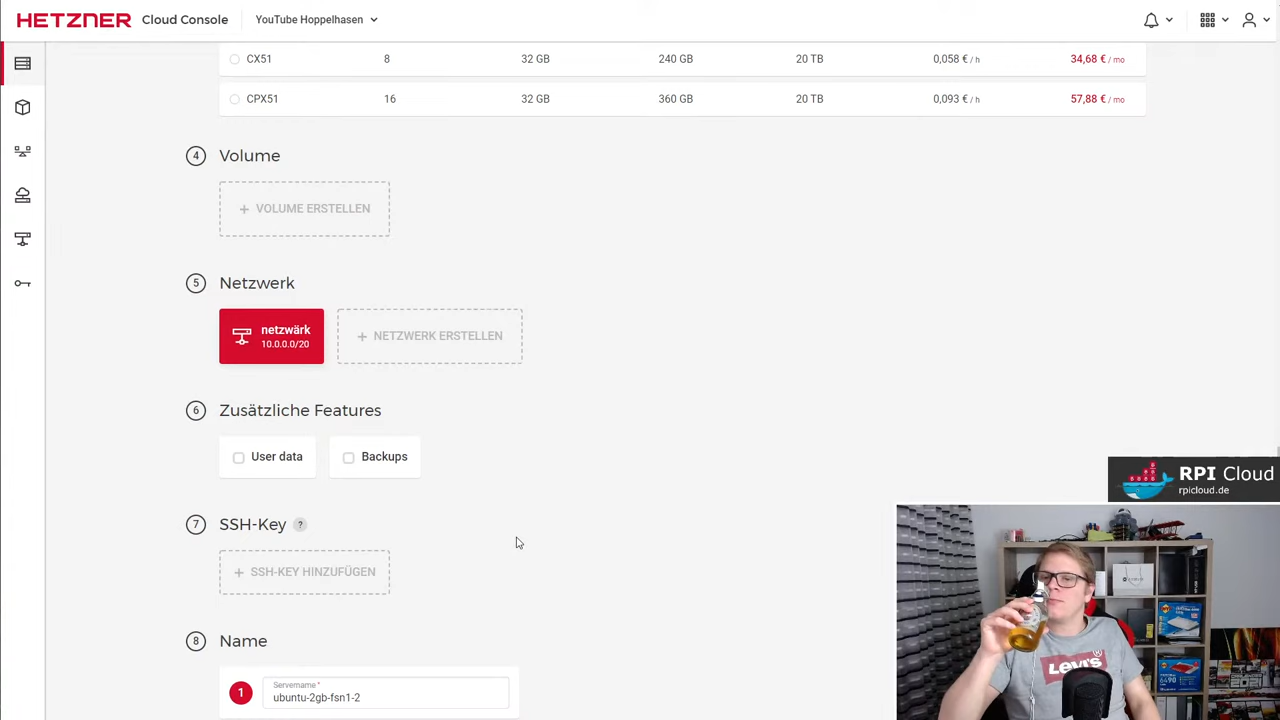 HETZNER Cloud Console YouTube Hoppelhasen
CX51 8 32 GB 240 GB 20 TB 0,058 € / h 34,68 € / mo
CPX51 16 32 GB 360 GB 20 TB 0,093 € / h 57,88 € / mo
4 Volume
+ VOLUME ERSTELLEN
5 Netzwerk
netzwärk
10.0.0.0/20
+ NETZWERK ERSTELLEN
6 Zusätzliche Features
User data
Backups
RPI Cloud
rpicloud.de
7 SSH-Key ?
+ SSH-KEY HINZUFÜGEN
8 Name
1
Servername *
ubuntu-2gb-fsn1-2
Levi's